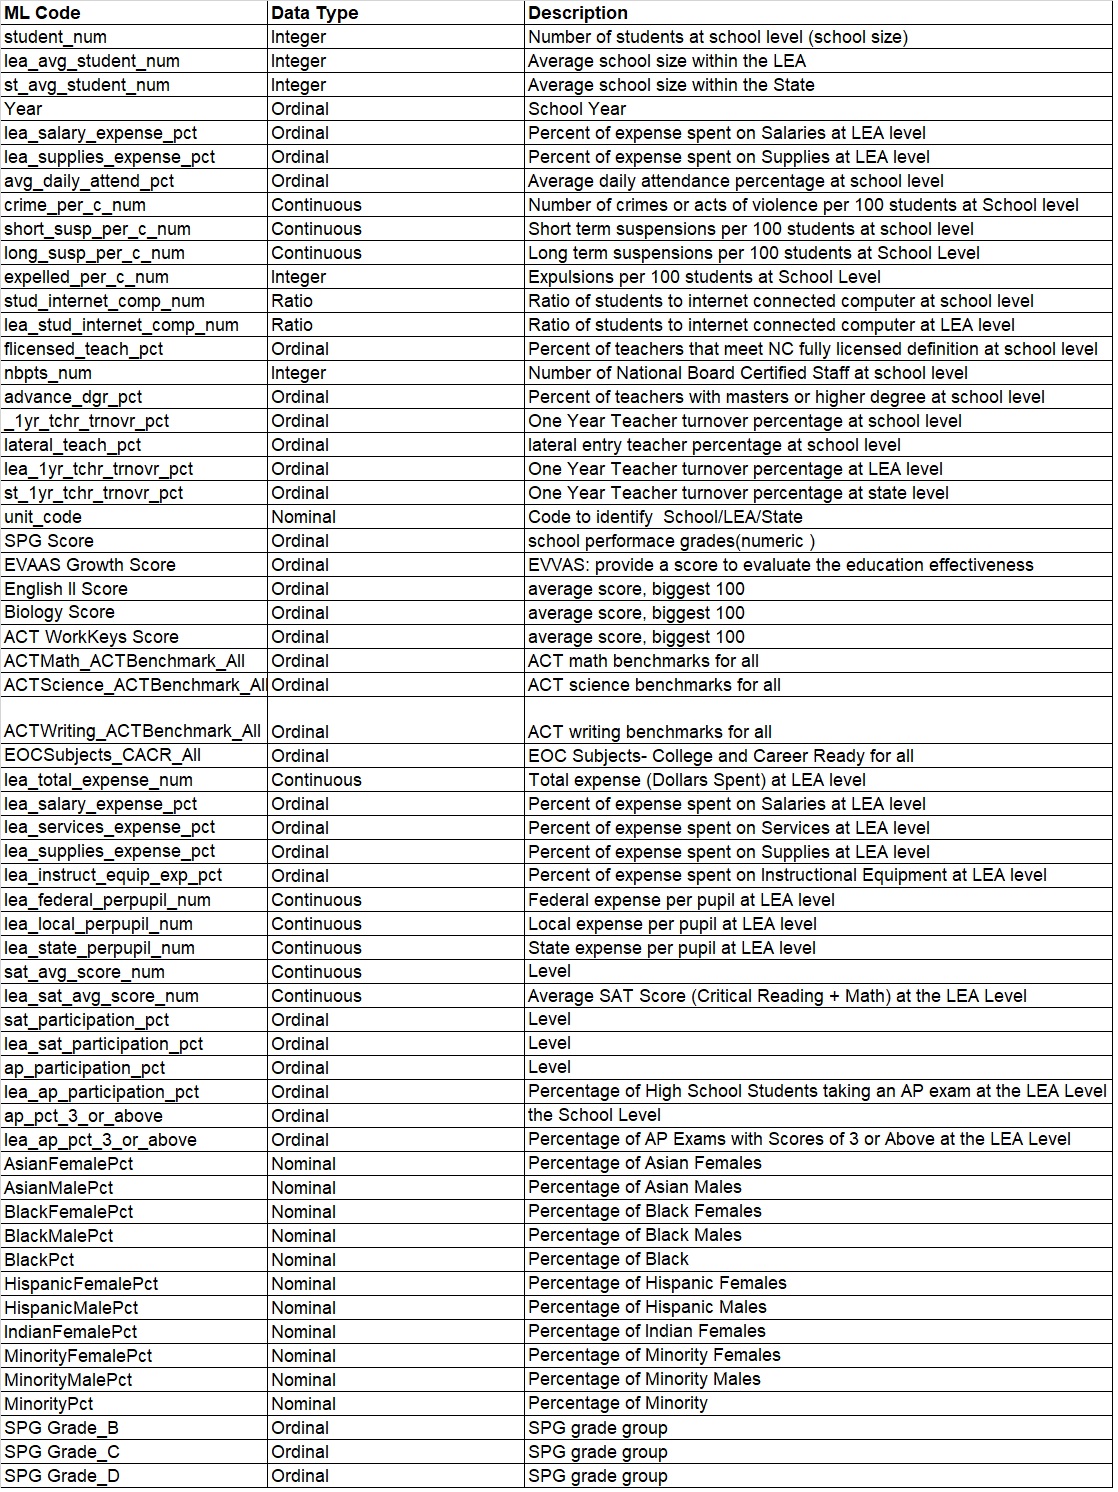 ML Code Data Type Description
student_num Integer Number of students at school level (school size)
lea_avg_student_num Integer Average school size within the LEA
st_avg_student_num Integer Average school size within the State
Year Ordinal School Year
lea_salary_expense_pct Ordinal Percent of expense spent on Salaries at LEA level
lea_supplies_expense_pct Ordinal Percent of expense spent on Supplies at LEA level
avg_daily_attend_pct Ordinal Average daily attendance percentage at school level
crime_per_c_num Continuous Number of crimes or acts of violence per 100 students at School level
short_susp_per_c_num Continuous Short term suspensions per 100 students at school level
long_susp_per_c_num Continuous Long term suspensions per 100 students at School Level
expelled_per_c_num Integer Expulsions per 100 students at School Level
stud_internet_comp_num Ratio Ratio of students to internet connected computer at school level
lea_stud_internet_comp_num Ratio Ratio of students to internet connected computer at LEA level
flicensed_teach_pct Ordinal Percent of teachers that meet NC fully licensed definition at school level
nbpts_num Integer Number of National Board Certified Staff at school level
advance_dgr_pct Ordinal Percent of teachers with masters or higher degree at school level
_1yr_tchr_trnovr_pct Ordinal One Year Teacher turnover percentage at school level
lateral_teach_pct Ordinal lateral entry teacher percentage at school level
lea_1yr_tchr_trnovr_pct Ordinal One Year Teacher turnover percentage at LEA level
st_1yr_tchr_trnovr_pct Ordinal One Year Teacher turnover percentage at state level
unit_code Nominal Code to identify School/LEA/State
SPG Score Ordinal school performace grades(numeric )
EVAAS Growth Score Ordinal EVVAS: provide a score to evaluate the education effectiveness
English II Score Ordinal average score, biggest 100
Biology Score Ordinal average score, biggest 100
ACT WorkKeys Score Ordinal average score, biggest 100
ACTMath_ACTBenchmark_All Ordinal ACT math benchmarks for all
ACTScience_ACTBenchmark_All Ordinal ACT science benchmarks for all
ACTWriting_ACTBenchmark_All Ordinal ACT writing benchmarks for all
EOCSubjects_CACR_All Ordinal EOC Subjects- College and Career Ready for all
lea_total_expense_num Continuous Total expense (Dollars Spent) at LEA level
lea_salary_expense_pct Ordinal Percent of expense spent on Salaries at LEA level
lea_services_expense_pct Ordinal Percent of expense spent on Services at LEA level
lea_supplies_expense_pct Ordinal Percent of expense spent on Supplies at LEA level
lea_instruct_equip_exp_pct Ordinal Percent of expense spent on Instructional Equipment at LEA level
lea_federal_perpupil_num Continuous Federal expense per pupil at LEA level
lea_local_perpupil_num Continuous Local expense per pupil at LEA level
lea_state_perpupil_num Continuous State expense per pupil at LEA level
sat_avg_score_num Continuous Level
lea_sat_avg_score_num Continuous Average SAT Score (Critical Reading + Math) at the LEA Level
sat_participation_pct Ordinal Level
lea_sat_participation_pct Ordinal Level
ap_participation_pct Ordinal Level
lea_ap_participation_pct Ordinal Percentage of High School Students taking an AP exam at the LEA Level
ap_pct_3_or_above Ordinal the School Level
lea_ap_pct_3_or_above Ordinal Percentage of AP Exams with Scores of 3 or Above at the LEA Level
AsianFemalePct Nominal Percentage of Asian Females
AsianMalePct Nominal Percentage of Asian Males
BlackFemalePct Nominal Percentage of Black Females
BlackMalePct Nominal Percentage of Black Males
BlackPct Nominal Percentage of Black
HispanicFemalePct Nominal Percentage of Hispanic Females
HispanicMalePct Nominal Percentage of Hispanic Males
IndianFemalePct Nominal Percentage of Indian Females
MinorityFemalePct Nominal Percentage of Minority Females
MinorityMalePct Nominal Percentage of Minority Males
MinorityPct Nominal Percentage of Minority
SPG Grade_B Ordinal SPG grade group
SPG Grade_C Ordinal SPG grade group
SPG Grade_D Ordinal SPG grade group